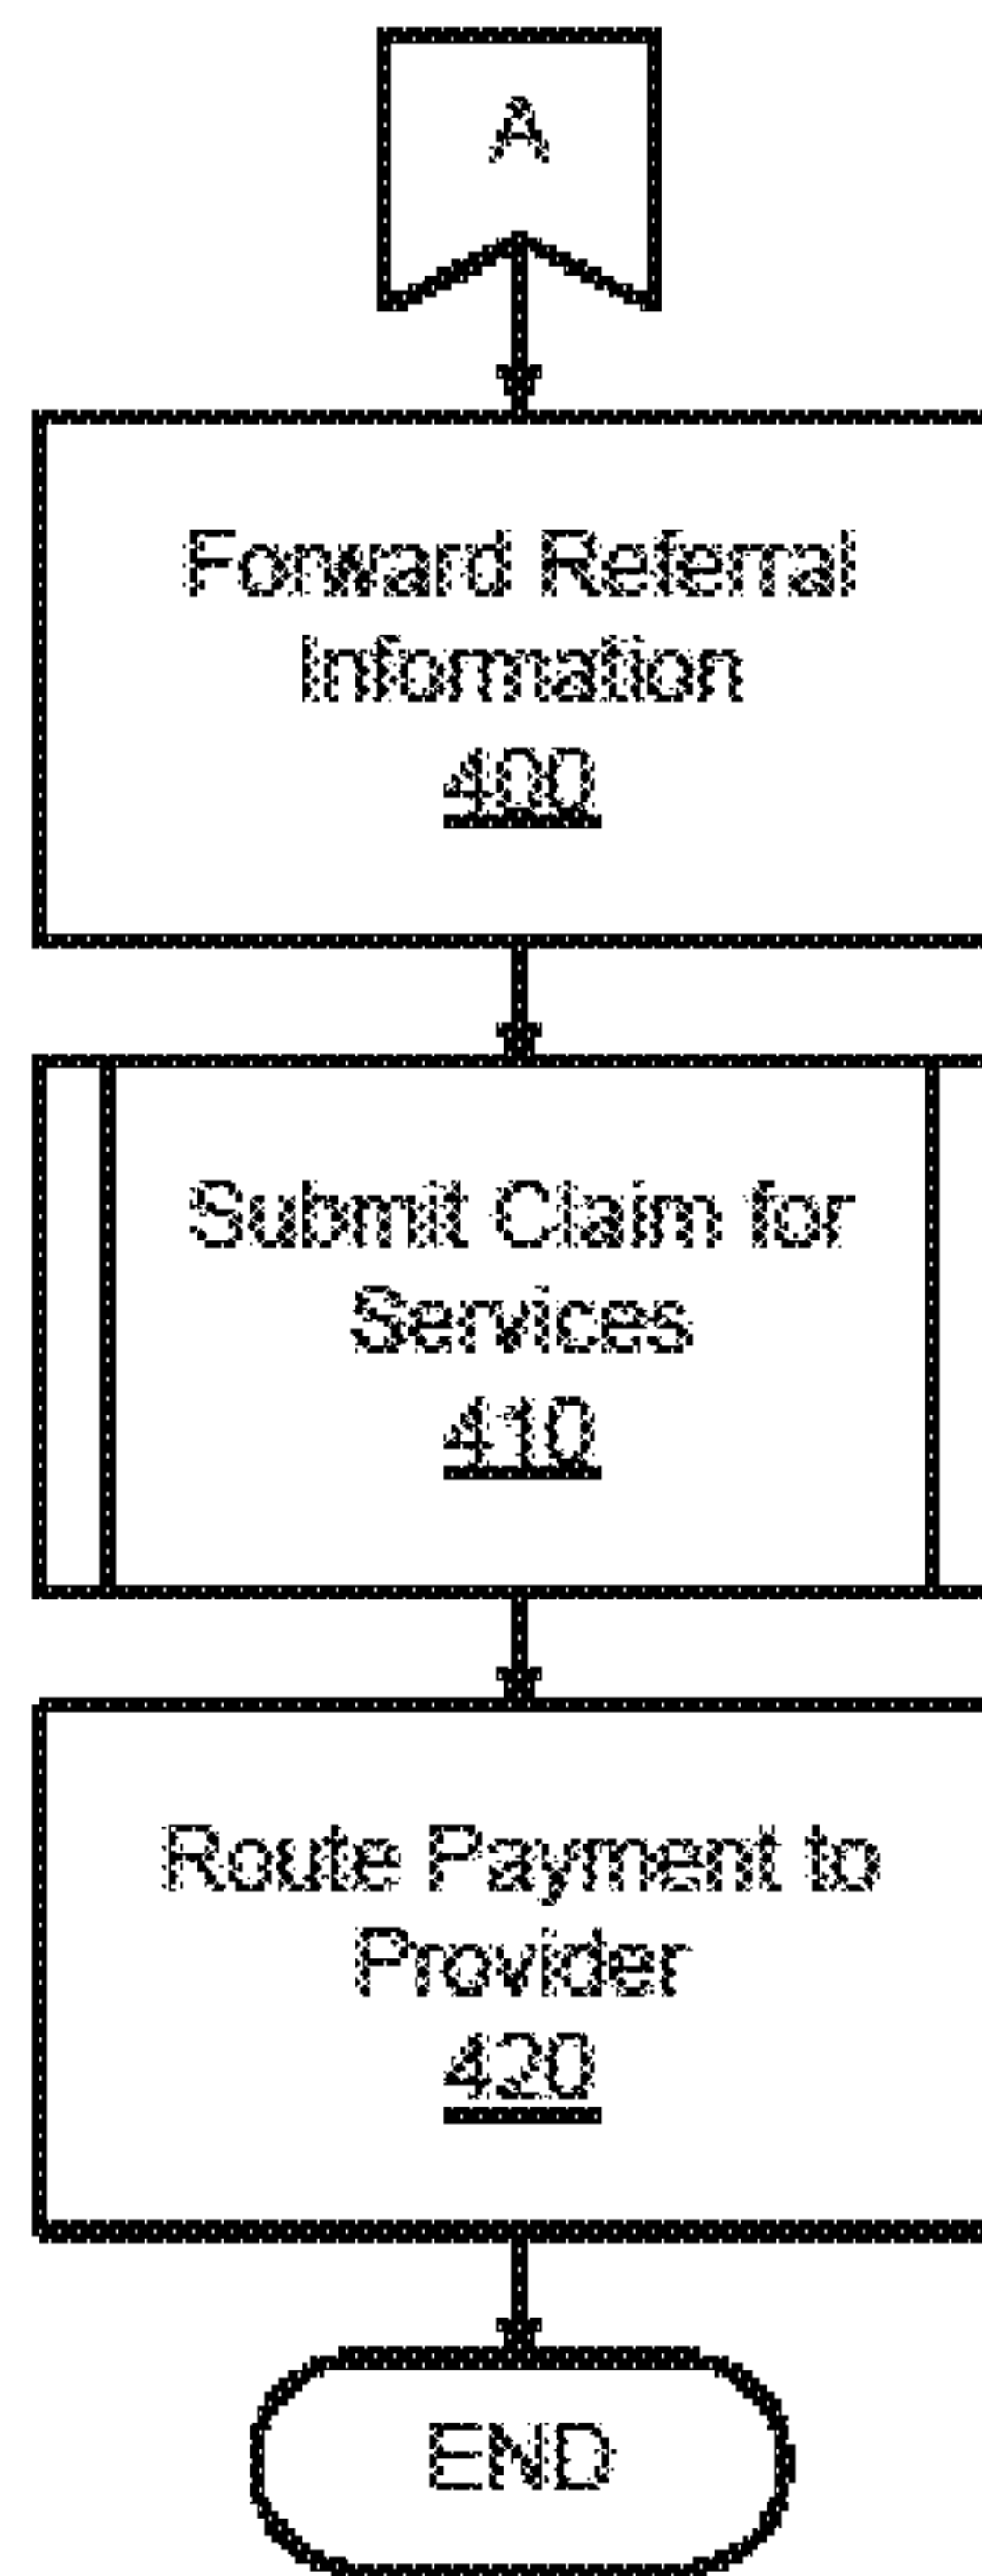 A
Forward Referral
Information
400
Submit Claim for
Services
410
Route Payment to
Provider
420
END